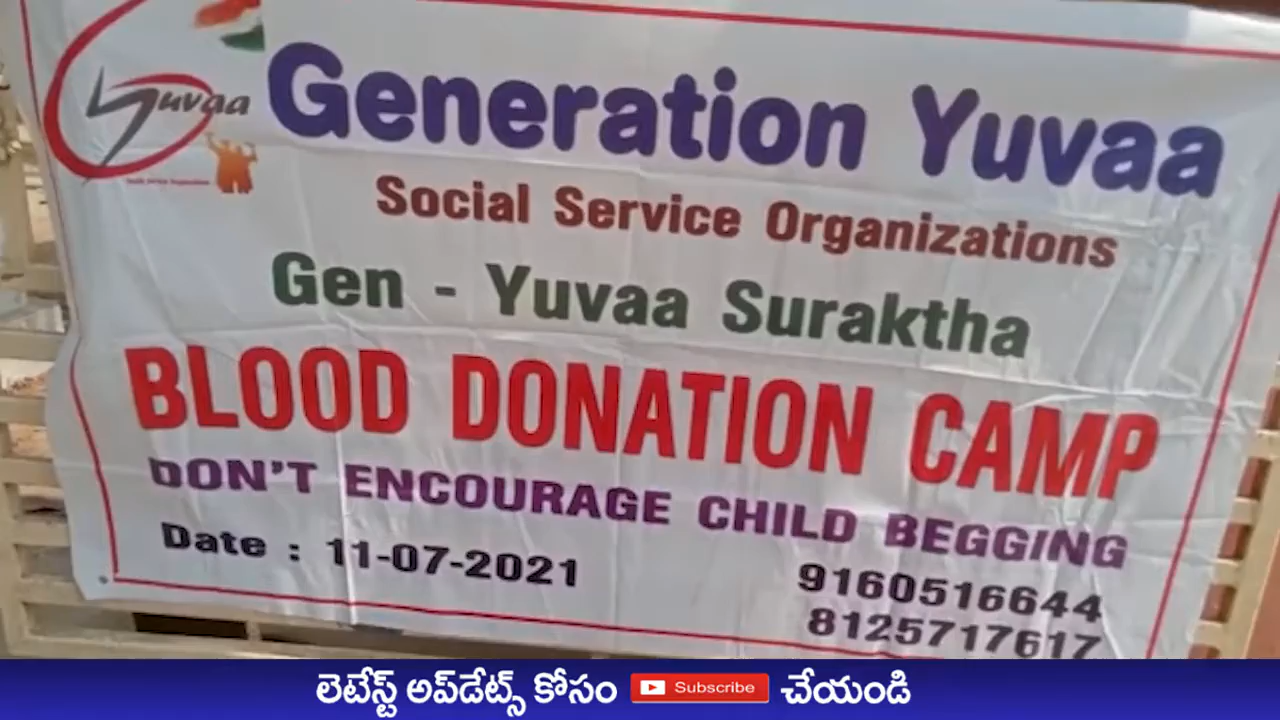 Yuvaa
Generation Yuvaa
Social Service Organizations
Gen - Yuvaa Suraktha
BLOOD DONATION CAMP
DON'T ENCOURAGE CHILD BEGGING
Date : 11-07-2021
9160516644
8125717617
లెటేస్ట్ అప్‌డేట్స్ కోసం Subscribe చేయండి